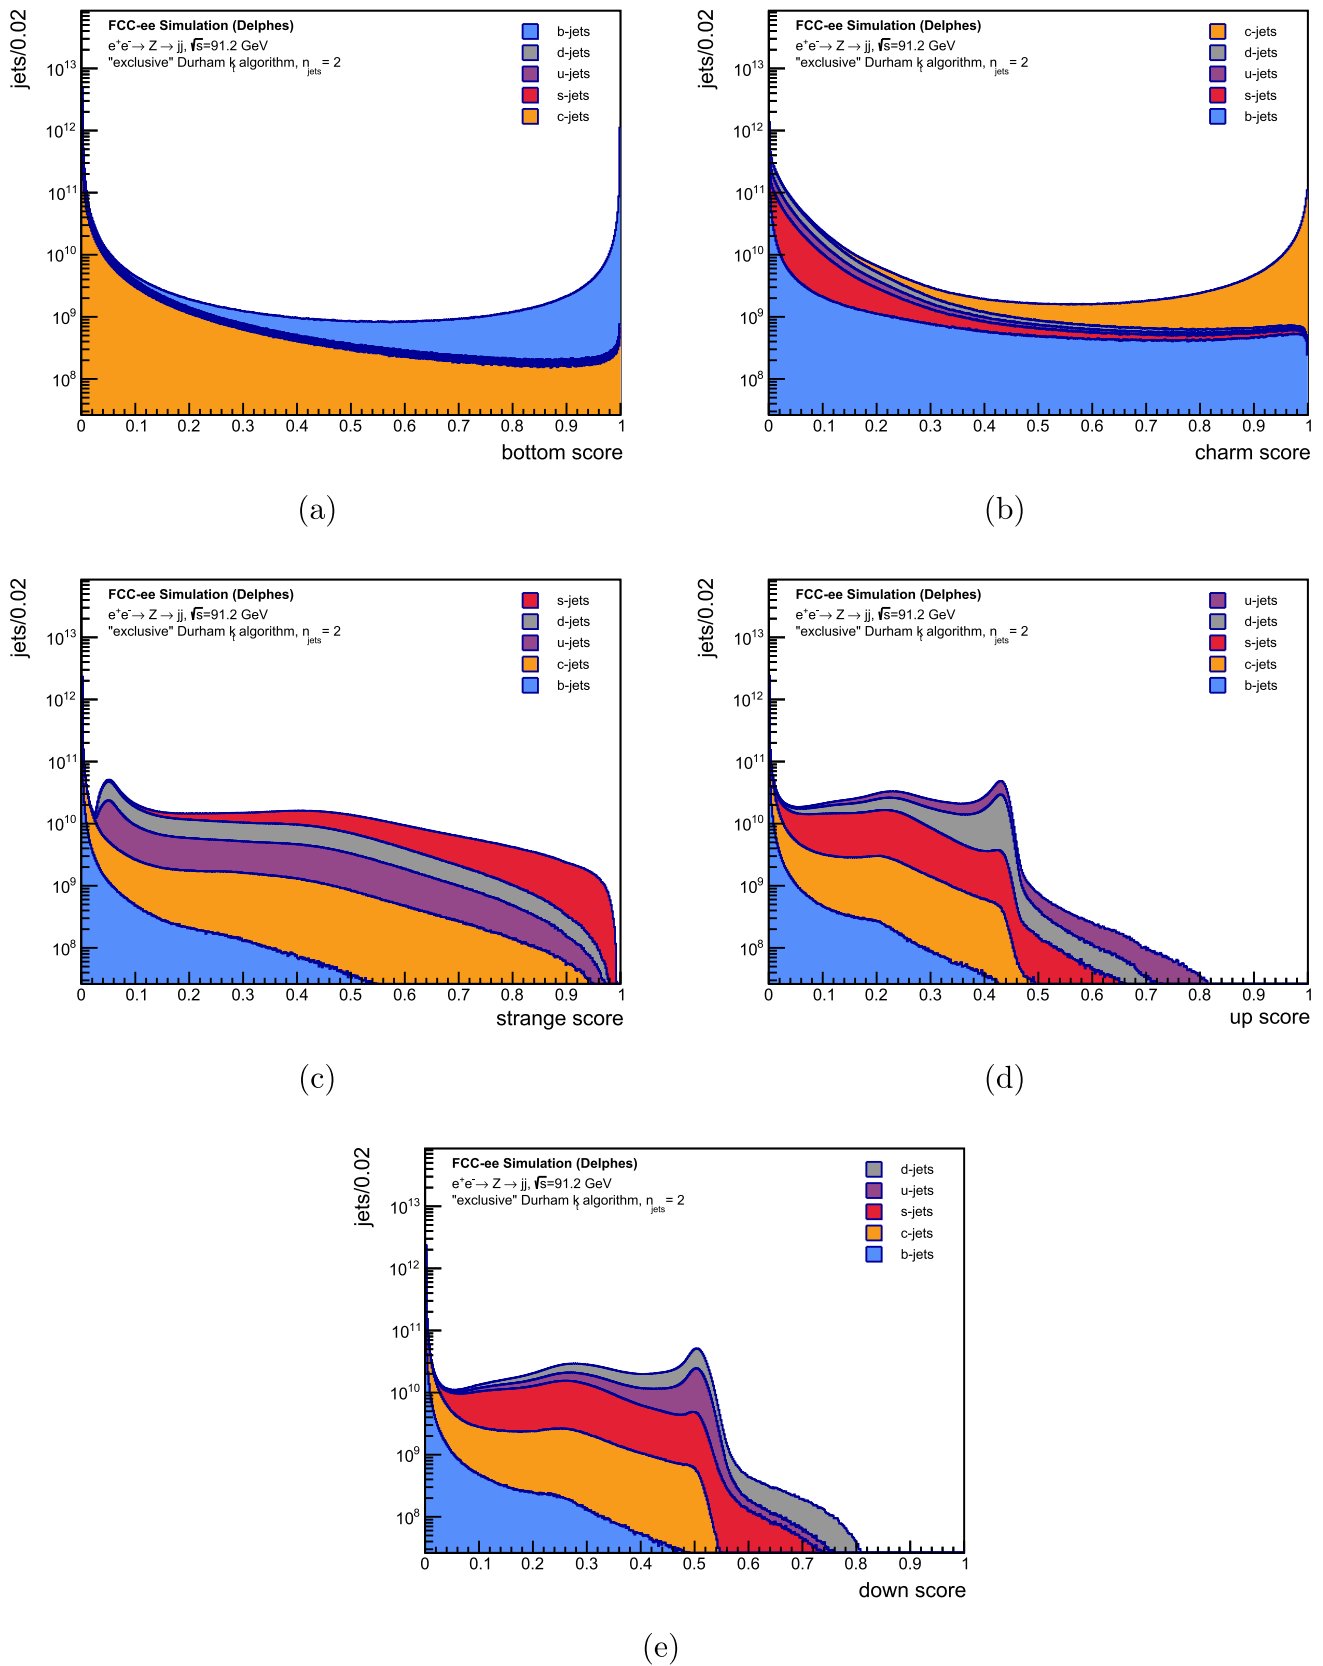 jets/0.02
FCC-ee Simulation (Delphes)
e⁺e⁻→ Z → jj, √s=91.2 GeV
"exclusive" Durham kₜ algorithm, n_jets = 2
b-jets
d-jets
u-jets
s-jets
c-jets
10¹³
10¹²
10¹¹
10¹⁰
10⁹
10⁸
0 0.1 0.2 0.3 0.4 0.5 0.6 0.7 0.8 0.9 1
bottom score
(a)
jets/0.02
FCC-ee Simulation (Delphes)
e⁺e⁻→ Z → jj, √s=91.2 GeV
"exclusive" Durham kₜ algorithm, n_jets = 2
c-jets
d-jets
u-jets
s-jets
b-jets
10¹³
10¹²
10¹¹
10¹⁰
10⁹
10⁸
0 0.1 0.2 0.3 0.4 0.5 0.6 0.7 0.8 0.9 1
charm score
(b)
jets/0.02
FCC-ee Simulation (Delphes)
e⁺e⁻→ Z → jj, √s=91.2 GeV
"exclusive" Durham kₜ algorithm, n_jets = 2
s-jets
d-jets
u-jets
c-jets
b-jets
10¹³
10¹²
10¹¹
10¹⁰
10⁹
10⁸
0 0.1 0.2 0.3 0.4 0.5 0.6 0.7 0.8 0.9 1
strange score
(c)
jets/0.02
FCC-ee Simulation (Delphes)
e⁺e⁻→ Z → jj, √s=91.2 GeV
"exclusive" Durham kₜ algorithm, n_jets = 2
u-jets
d-jets
s-jets
c-jets
b-jets
10¹³
10¹²
10¹¹
10¹⁰
10⁹
10⁸
0 0.1 0.2 0.3 0.4 0.5 0.6 0.7 0.8 0.9 1
up score
(d)
jets/0.02
FCC-ee Simulation (Delphes)
e⁺e⁻→ Z → jj, √s=91.2 GeV
"exclusive" Durham kₜ algorithm, n_jets = 2
d-jets
u-jets
s-jets
c-jets
b-jets
10¹³
10¹²
10¹¹
10¹⁰
10⁹
10⁸
0 0.1 0.2 0.3 0.4 0.5 0.6 0.7 0.8 0.9 1
down score
(e)